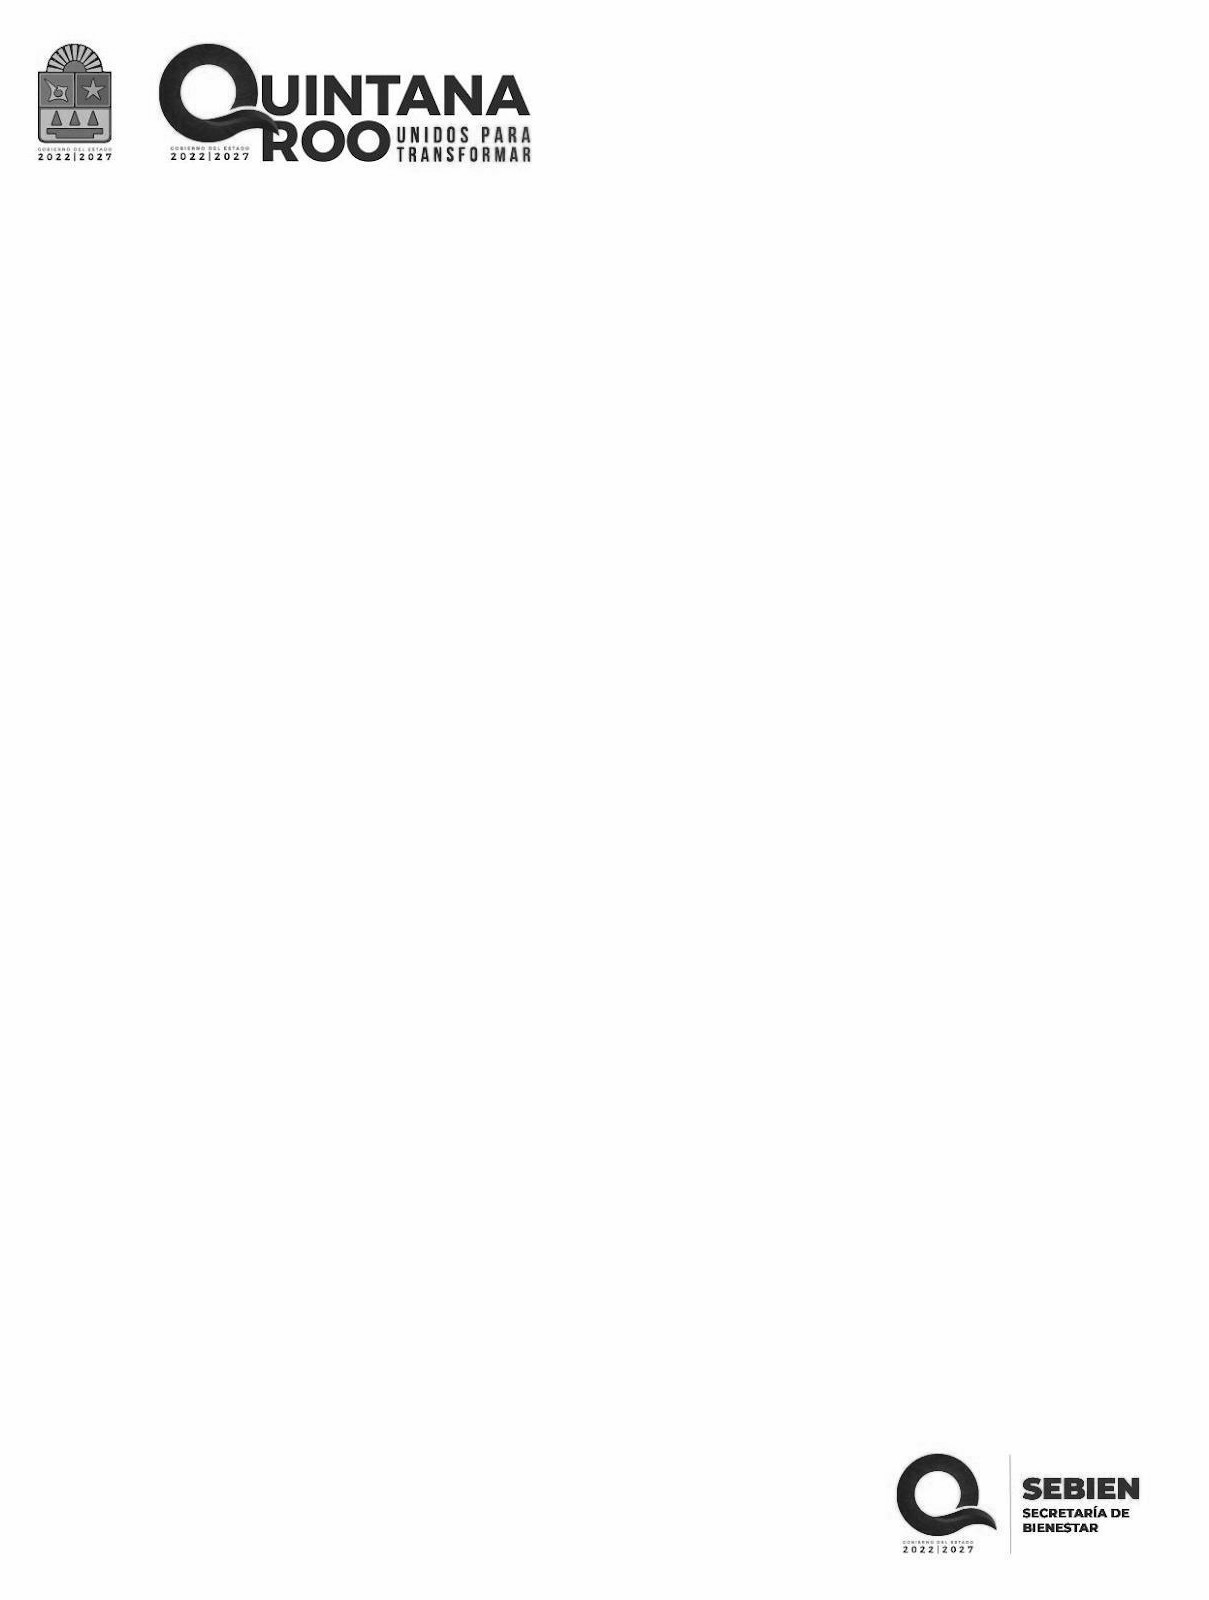 GOBIERNO DEL ESTADO
2022|2027
QUINTANA
ROO UNIDOS PARA
TRANSFORMAR
GOBIERNO DEL ESTADO
2022|2027
SEBIEN
SECRETARÍA DE
BIENESTAR
GOBIERNO DEL ESTADO
2022|2027